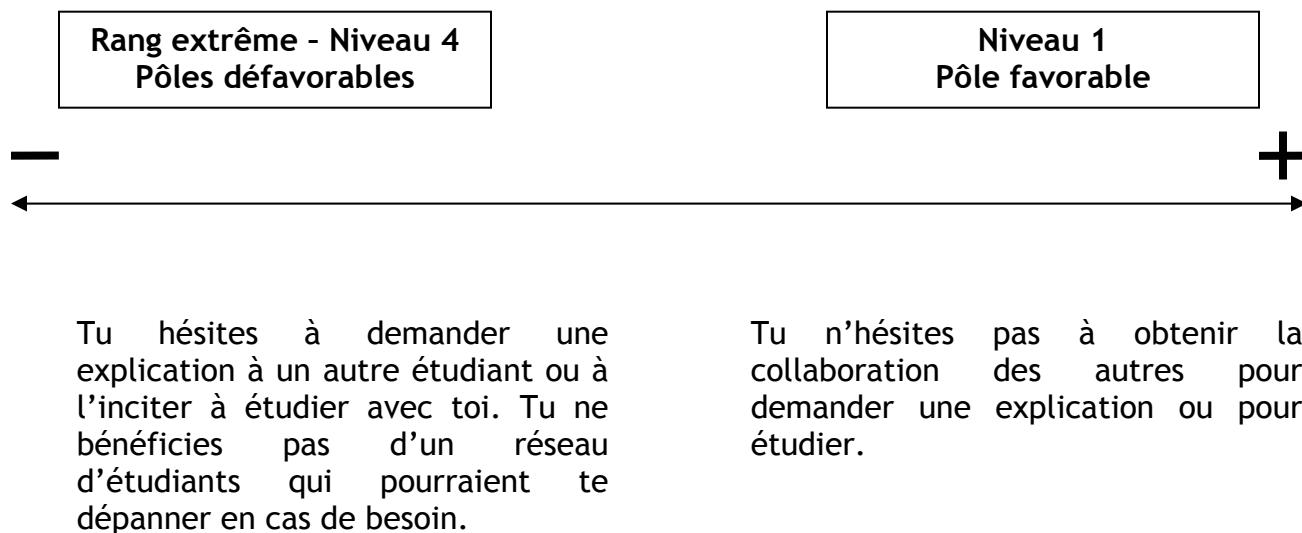 Rang extrême – Niveau 4
Pôles défavorables
Niveau 1
Pôle favorable
–
+
Tu hésites à demander une
explication à un autre étudiant ou à
l’inciter à étudier avec toi. Tu ne
bénéficies pas d’un réseau
d’étudiants qui pourraient te
dépanner en cas de besoin.
Tu n’hésites pas à obtenir la
collaboration des autres pour
demander une explication ou pour
étudier.